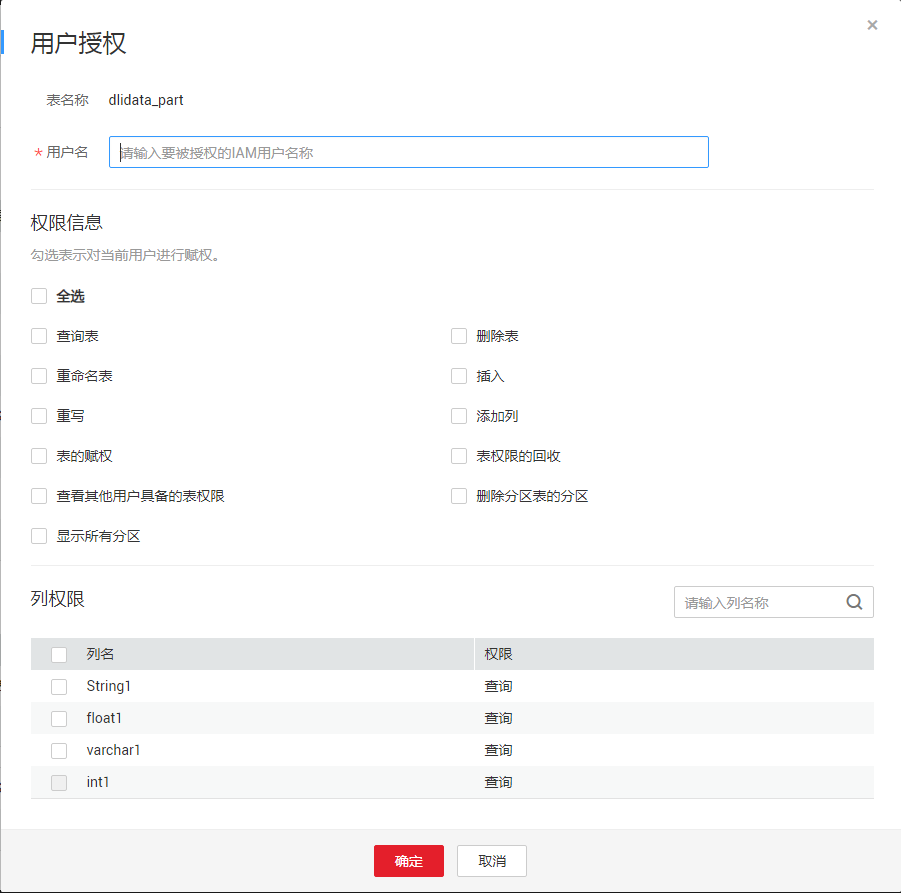 用户授权
×
表名称 dlidata_part
* 用户名 请输入要被授权的IAM用户名称
权限信息
勾选表示对当前用户进行赋权。
全选
查询表 删除表
重命名表 插入
重写 添加列
表的赋权 表权限的回收
查看其他用户具备的表权限 删除分区表的分区
显示所有分区
列权限 请输入列名称
列名 权限
String1 查询
float1 查询
varchar1 查询
int1 查询
确定 取消